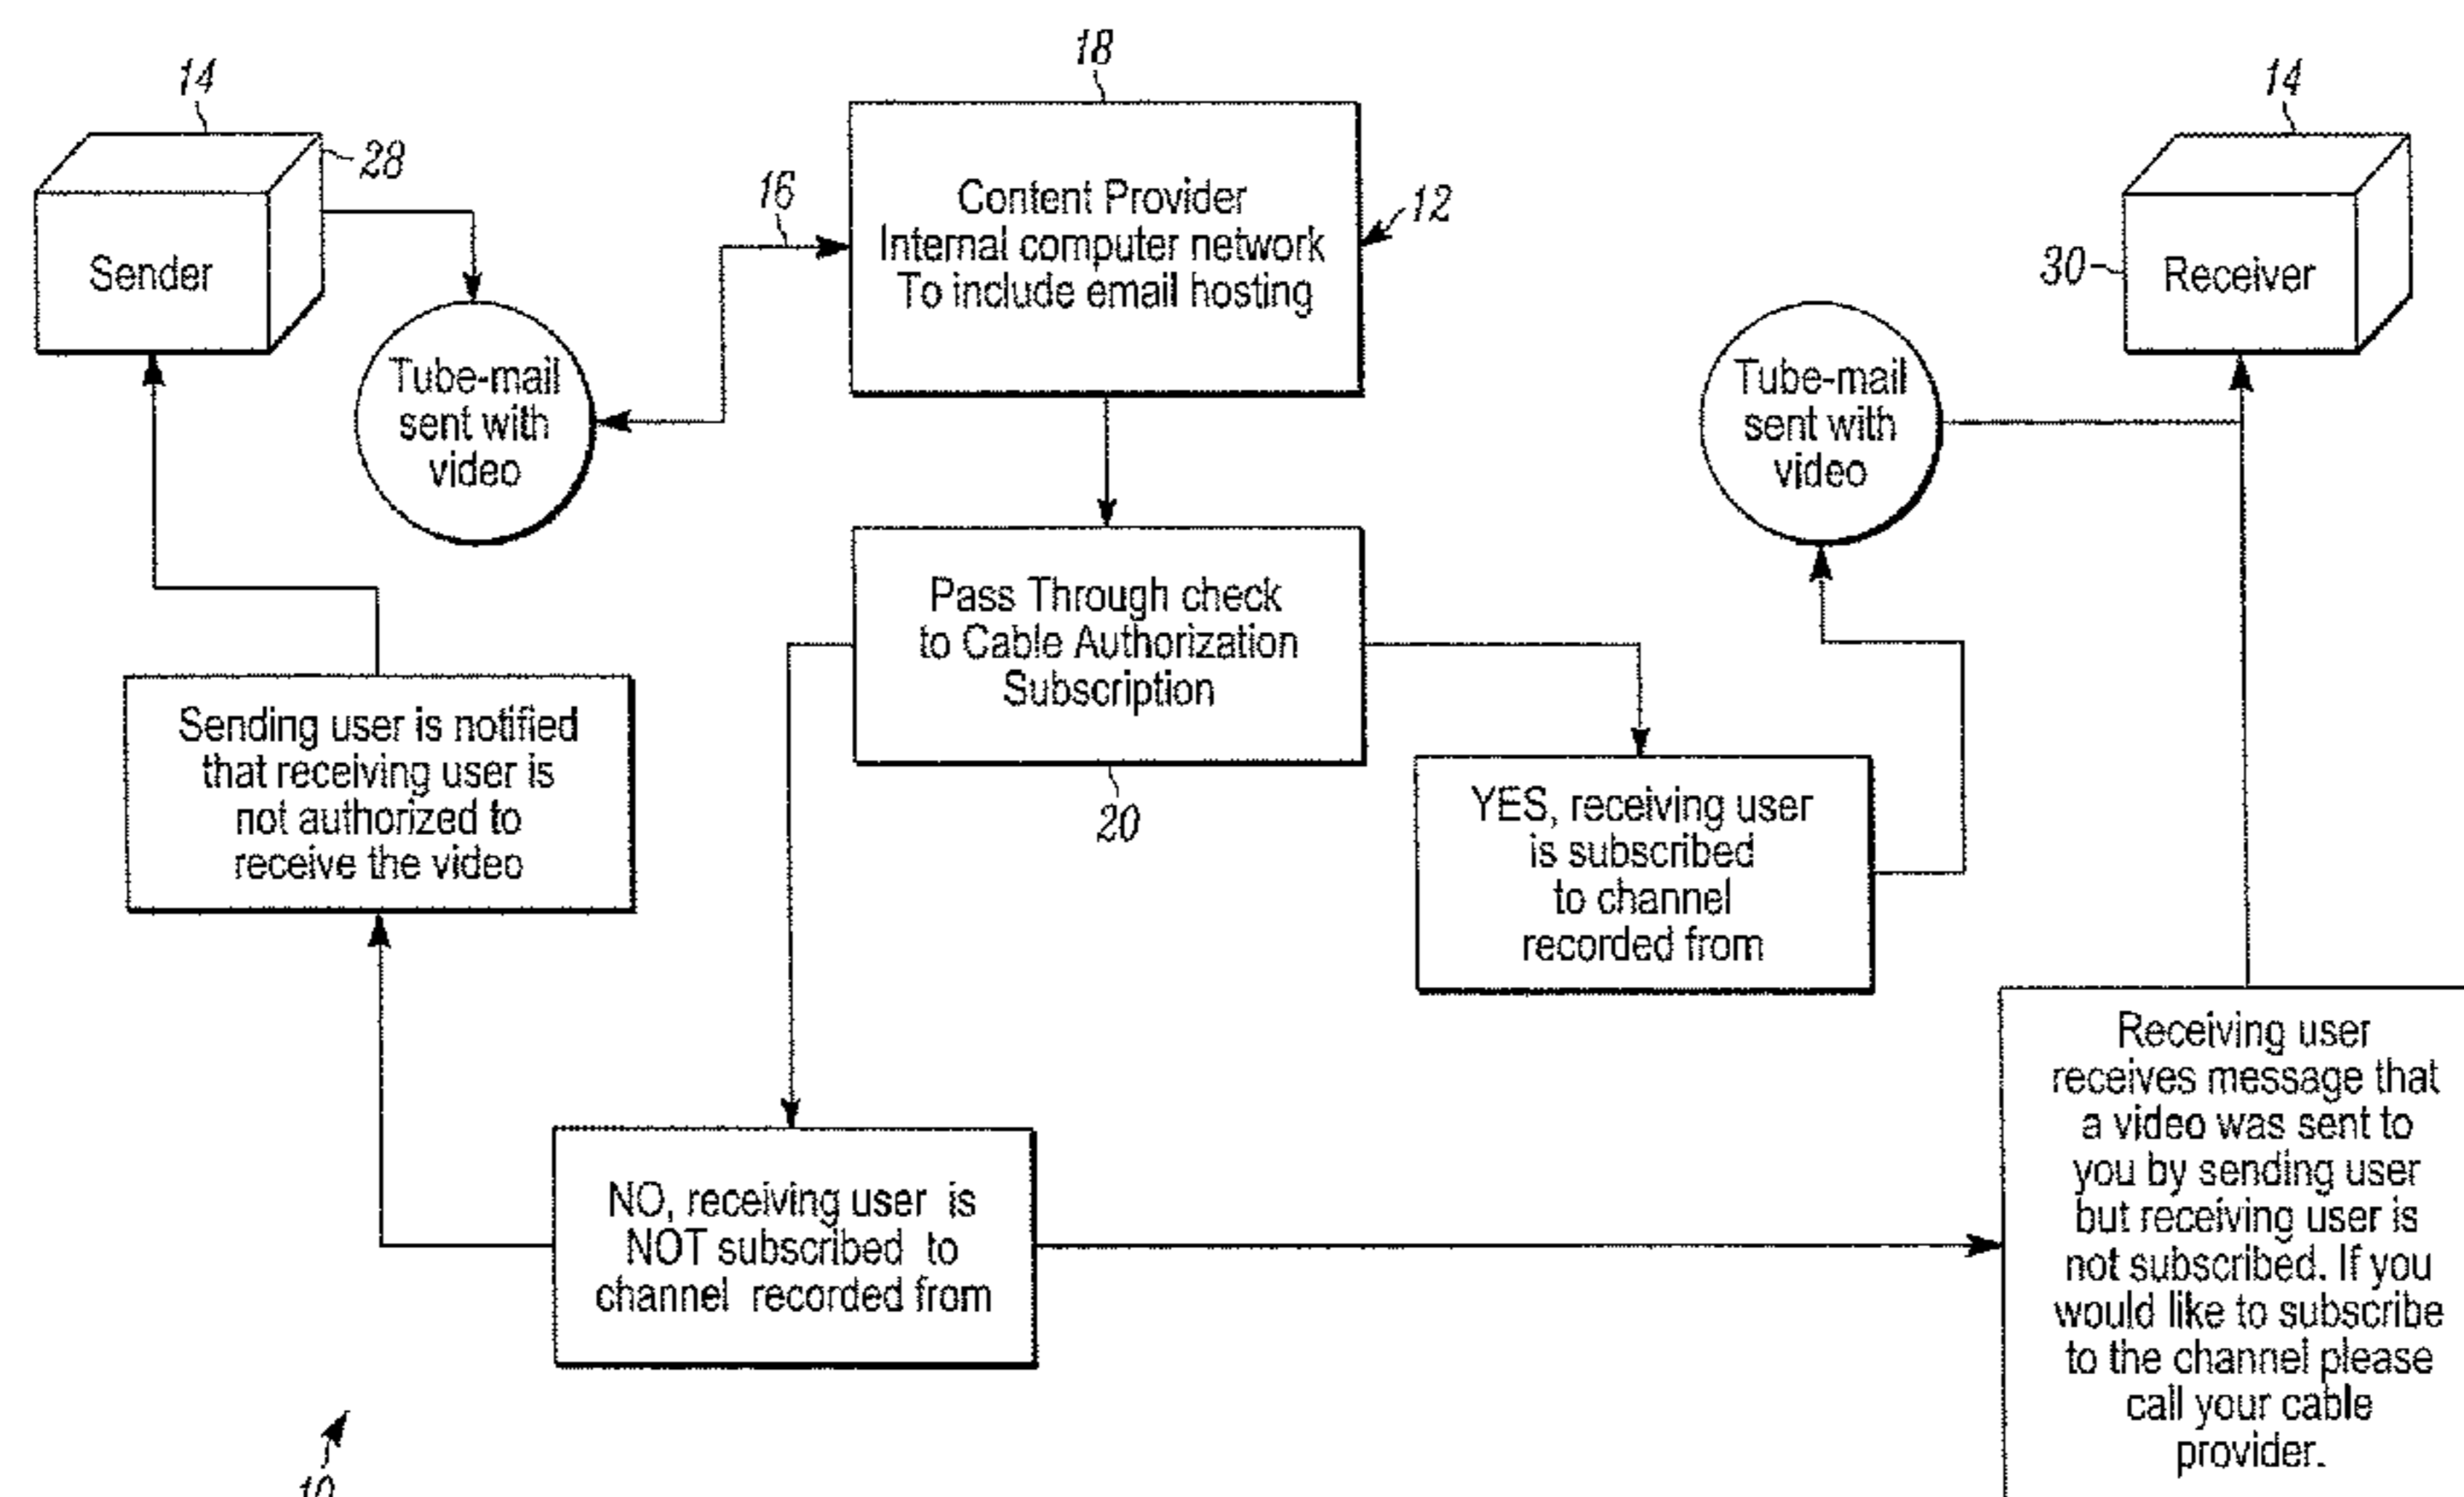 14
28
Sender
Tube-mail
sent with
video
16
18
Content Provider
Internal computer network
To include email hosting
12
14
30
Receiver
Tube-mail
sent with
video
Pass Through check
to Cable Authorization
Subscription
20
Sending user is notified
that receiving user is
not authorized to
receive the video
YES, receiving user
is subscribed
to channel
recorded from
NO, receiving user is
NOT subscribed to
channel recorded from
Receiving user
receives message that
a video was sent to
you by sending user
but receiving user is
not subscribed. If you
would like to subscribe
to the channel please
call your cable
provider.
10